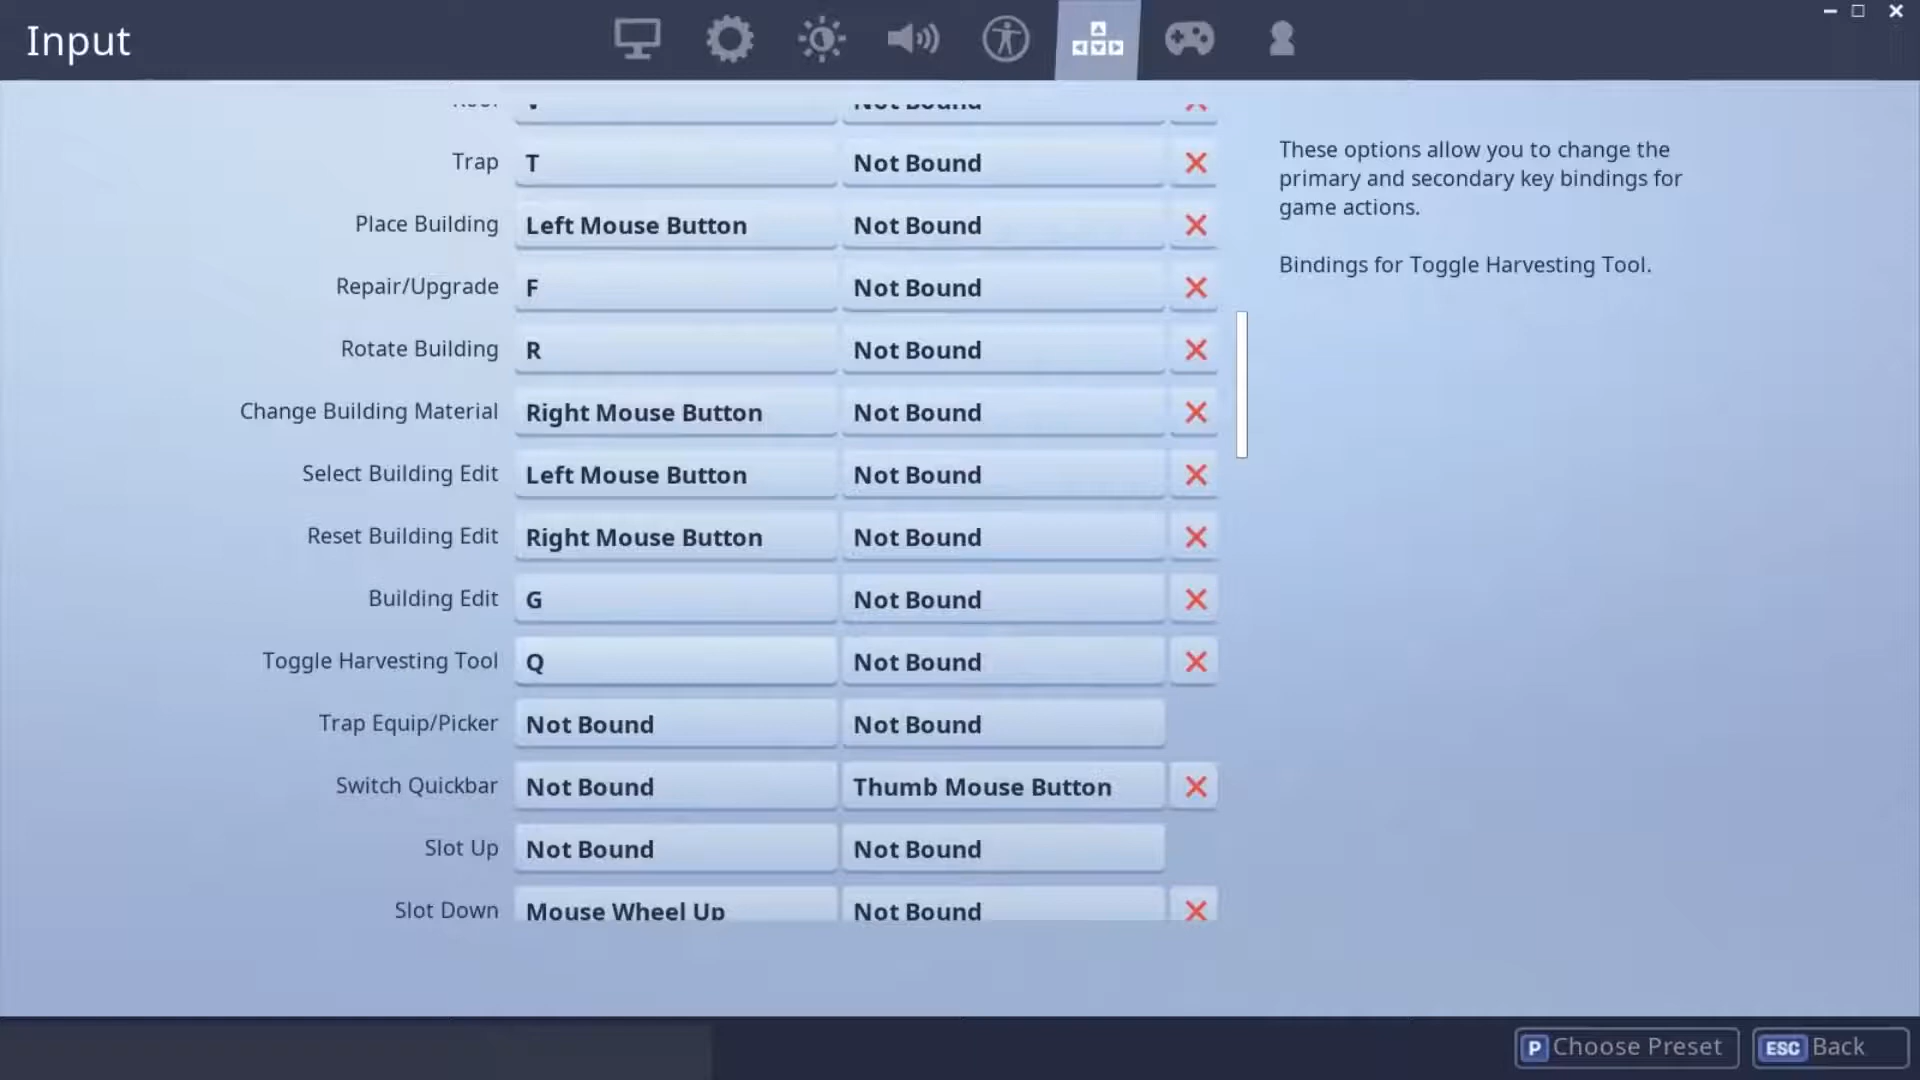 Input
Not Bound
Trap T Not Bound
Place Building Left Mouse Button Not Bound
Repair/Upgrade F Not Bound
Rotate Building R Not Bound
Change Building Material Right Mouse Button Not Bound
Select Building Edit Left Mouse Button Not Bound
Reset Building Edit Right Mouse Button Not Bound
Building Edit G Not Bound
Toggle Harvesting Tool Q Not Bound
Trap Equip/Picker Not Bound Not Bound
Switch Quickbar Not Bound Thumb Mouse Button
Slot Up Not Bound Not Bound
Slot Down Mouse Wheel Up Not Bound
These options allow you to change the
primary and secondary key bindings for
game actions.
Bindings for Toggle Harvesting Tool.
P Choose Preset ESC Back